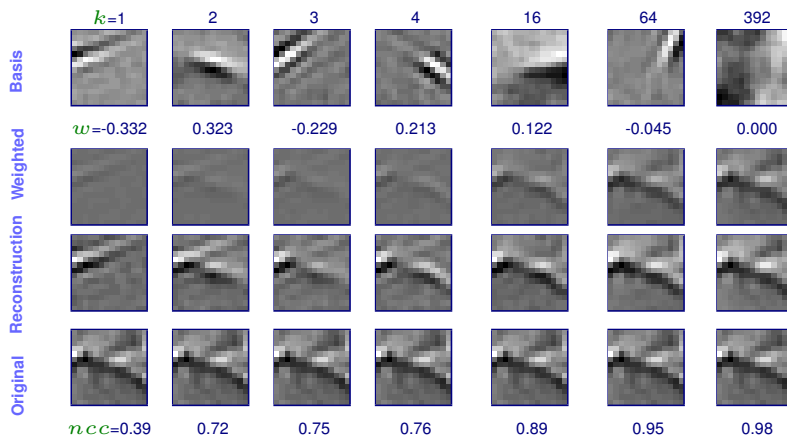 k=1 2 3 4 16 64 392
Basis
w=-0.332 0.323 -0.229 0.213 0.122 -0.045 0.000
Weighted
Reconstruction
Original
ncc=0.39 0.72 0.75 0.76 0.89 0.95 0.98